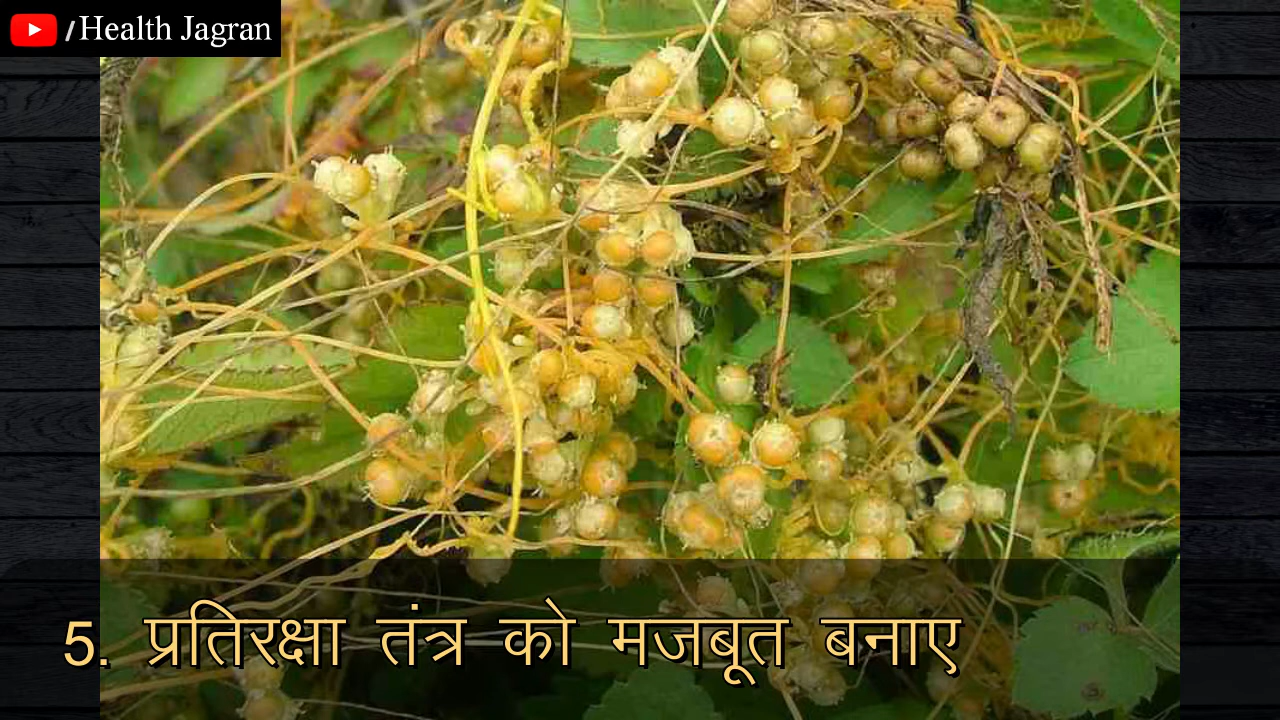 /Health Jagran
5. प्रतिरक्षा तंत्र को मजबूत बनाए